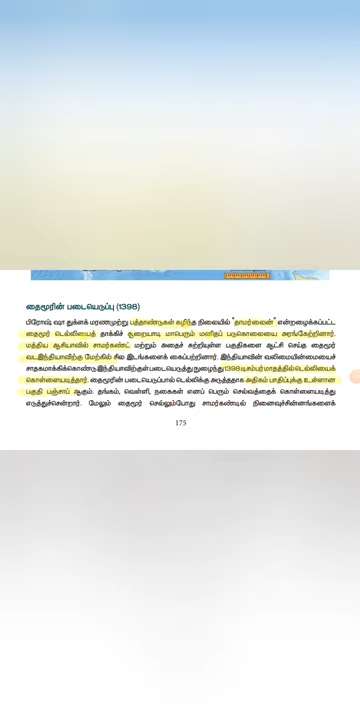 தைமூரின் படையெடுப்பு (1398)
பிரோஷ் ஷா துக்ளக் மரணமுற்று பத்தாண்டுகள் கழிந்த நிலையில் "தாமர்லைன்" என்றழைக்கப்பட்ட
தைமூர் டெல்லியைத் தாக்கிச் சூறையாடி மாபெரும் மனிதப் படுகொலையை அரங்கேற்றினார்.
மத்திய ஆசியாவில் சாமர்கண்ட் மற்றும் அதைச் சுற்றியுள்ள பகுதிகளை ஆட்சி செய்த தைமூர்
வடஇந்தியாவிற்கு மேற்கில் சில இடங்களைக் கைப்பற்றினார். இந்தியாவின் வலிமையின்மையைச்
சாதகமாக்கிக்கொண்டு இந்தியாவிற்குள் படையெடுத்து நுழைந்து 1398 டிசம்பர் மாதத்தில் டெல்லியைக்
கொள்ளையடித்தார். தைமூரின் படையெடுப்பால் டெல்லிக்கு அடுத்ததாக அதிகம் பாதிப்புக்கு உள்ளான
பகுதி பஞ்சாப் ஆகும். தங்கம், வெள்ளி, நகைகள் எனப் பெரும் செல்வத்தைக் கொள்ளையடித்து
எடுத்துச்சென்றார். மேலும் தைமூர் செல்லும்போது சாமர்கண்டில் நினைவுச்சின்னங்களைக்
175